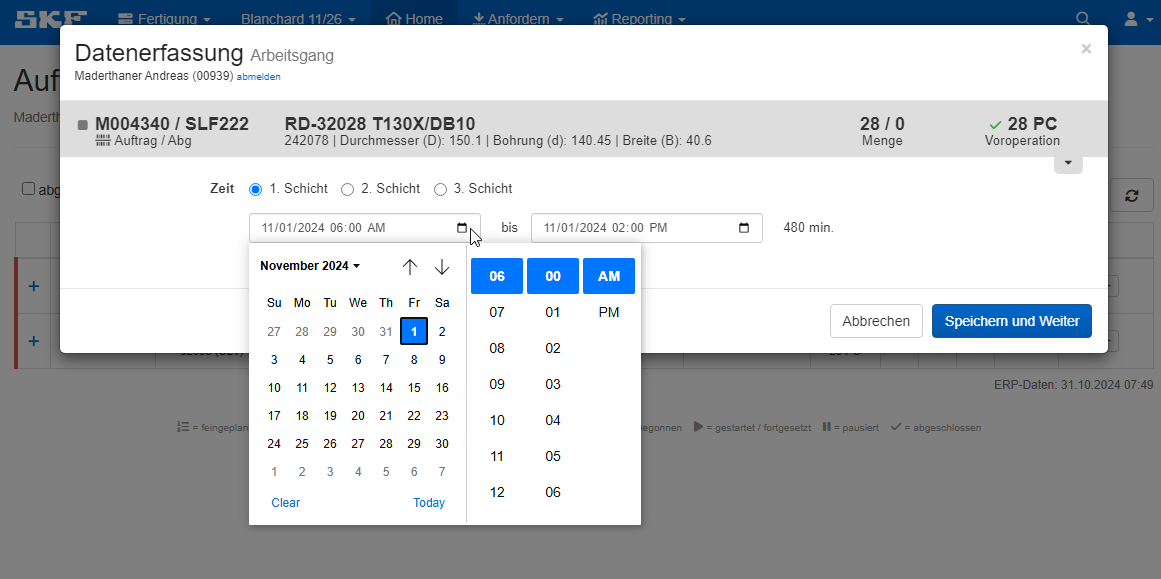 SKF Fertigung Blanchard 11/26 Home Anfordern Reporting
Datenerfassung Arbeitsgang ×
Maderthaner Andreas (00939) abmelden
M004340 / SLF222 RD-32028 T130X/DB10 28 / 0 28 PC
Auftrag / Abg 242078 | Durchmesser (D): 150.1 | Bohrung (d): 140.45 | Breite (B): 40.6 Menge Voroperation
Zeit 1. Schicht 2. Schicht 3. Schicht
11/01/2024 06:00 AM bis 11/01/2024 02:00 PM 480 min.
November 2024
Su Mo Tu We Th Fr Sa
27 28 29 30 31 1 2
3 4 5 6 7 8 9
10 11 12 13 14 15 16
17 18 19 20 21 22 23
24 25 26 27 28 29 30
1 2 3 4 5 6 7
Clear Today
06 00 AM
07 01 PM
08 02
09 03
10 04
11 05
12 06
Abbrechen Speichern und Weiter
ERP-Daten: 31.10.2024 07:49
= feingeplan
egonnen = gestartet / fortgesetzt = pausiert = abgeschlossen
Auf
Maderth
abg